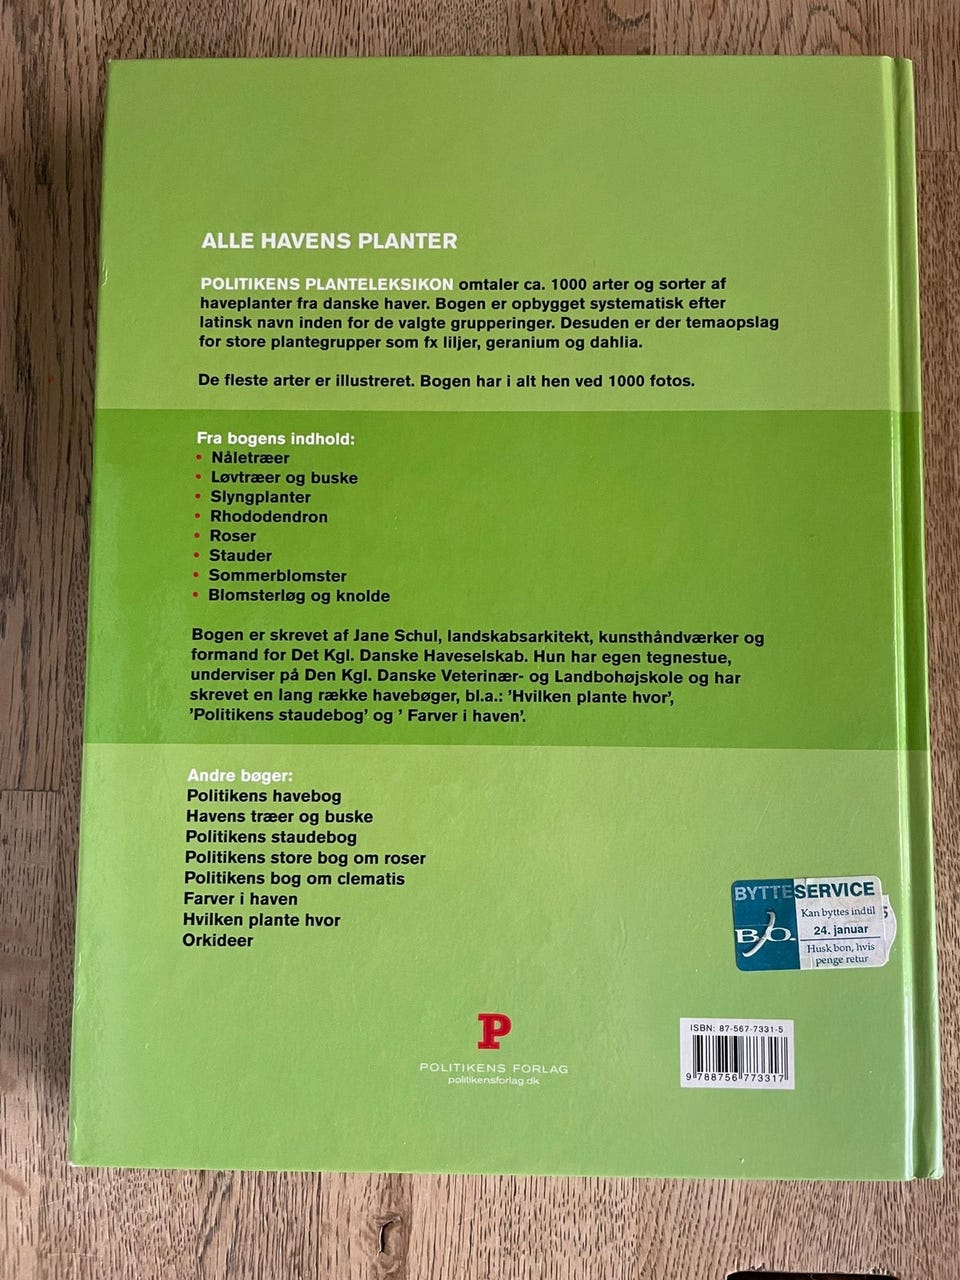 ALLE HAVENS PLANTER
POLITIKENS PLANTELEKSIKON omtaler ca. 1000 arter og sorter af
haveplanter fra danske haver. Bogen er opbygget systematisk efter
latinsk navn inden for de valgte grupperinger. Desuden er der temaopslag
for store plantegrupper som fx liljer, geranium og dahlia.
De fleste arter er illustreret. Bogen har i alt hen ved 1000 fotos.
Fra bogens indhold:
• Nåletræer
• Løvtræer og buske
• Slyngplanter
• Rhododendron
• Roser
• Stauder
• Sommerblomster
• Blomsterløg og knolde
Bogen er skrevet af Jane Schul, landskabsarkitekt, kunsthåndværker og
formand for Det Kgl. Danske Haveselskab. Hun har egen tegnestue,
underviser på Den Kgl. Danske Veterinær- og Landbohøjskole og har
skrevet en lang række havebøger, bl.a.: ’Hvilken plante hvor’,
’Politikens staudebog’ og ’ Farver i haven’.
Andre bøger:
Politikens havebog
Havens træer og buske
Politikens staudebog
Politikens store bog om roser
Politikens bog om clematis
Farver i haven
Hvilken plante hvor
Orkideer
BYTTESERVICE
Kan byttes indtil
24. januar
Husk bon, hvis
penge retur
B.O.
5
P
POLITIKENS FORLAG
politikensforlag.dk
ISBN: 87-567-7331-5
9 788756 773317